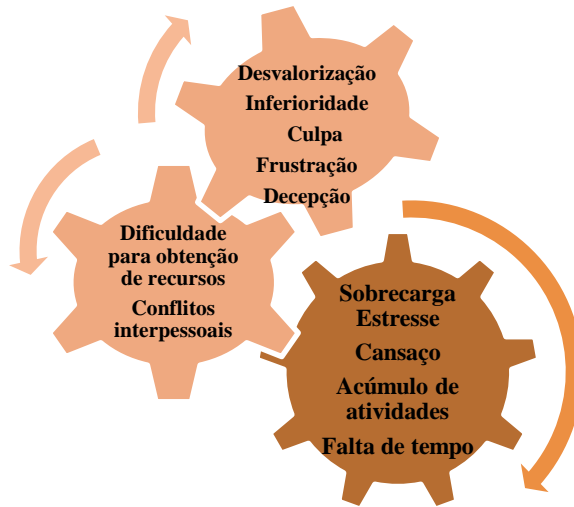 Desvalorização
Inferioridade
Culpa
Frustração
Decepção
Dificuldade
para obtenção
de recursos
Conflitos
interpessoais
Sobrecarga
Estresse
Cansaço
Acúmulo de
atividades
Falta de tempo